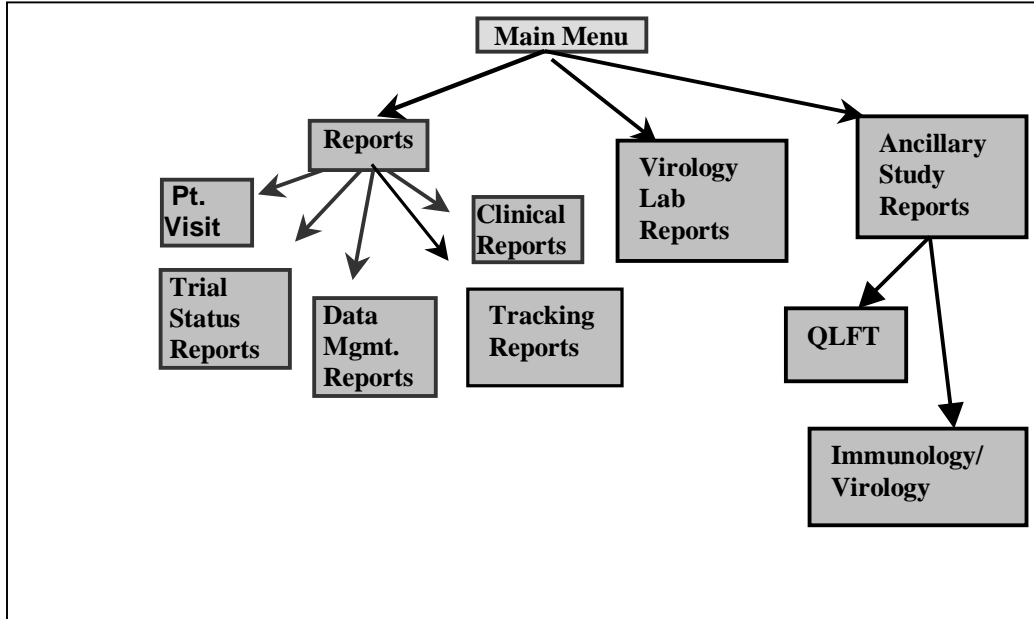 Main Menu
Reports
Pt.
Visit
Trial
Status
Reports
Data
Mgmt.
Reports
Tracking
Reports
Clinical
Reports
Virology
Lab
Reports
Ancillary
Study
Reports
QLFT
Immunology/
Virology